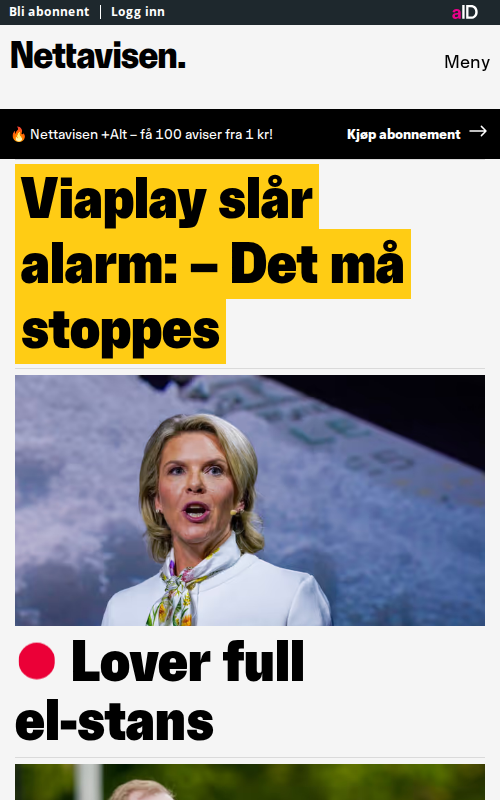 Bli abonnent | Logg inn
aID
Nettavisen.
Meny
🔥 Nettavisen +Alt – få 100 aviser fra 1 kr!
Kjøp abonnement →
Viaplay slår
alarm: – Det må
stoppes
Lover full
el-stans